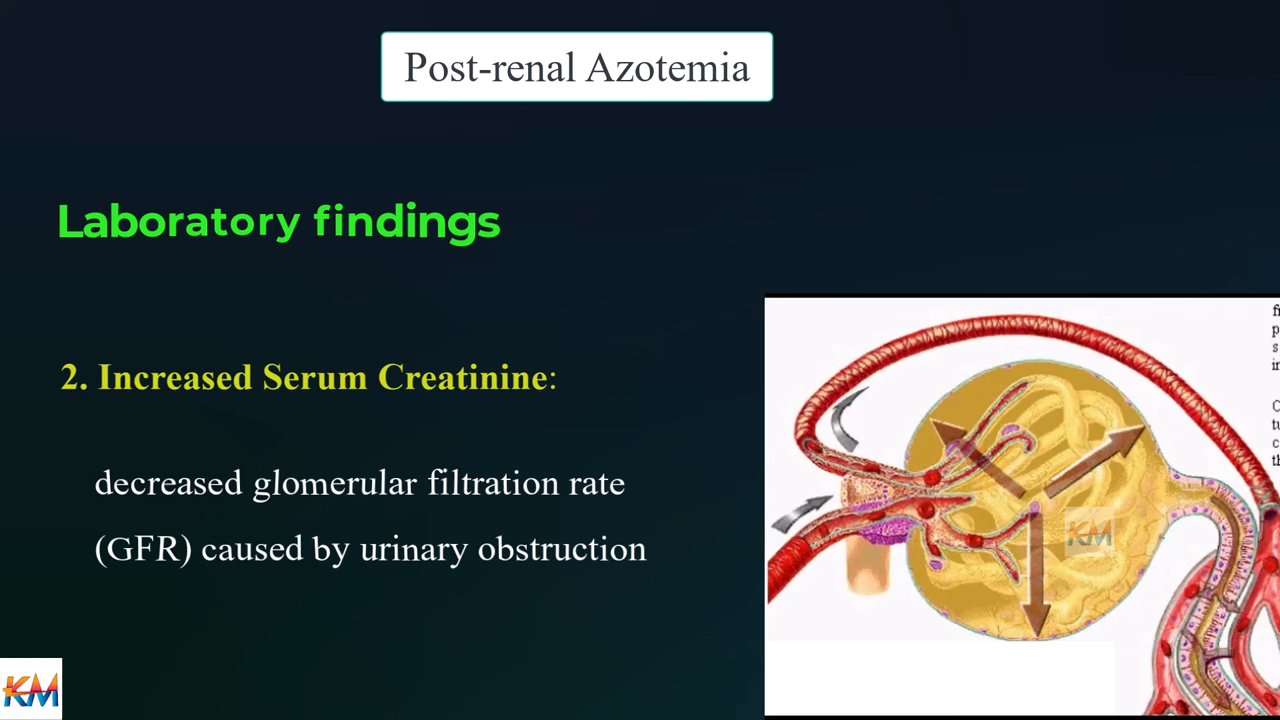 Post-renal Azotemia
Laboratory findings
2. Increased Serum Creatinine:
decreased glomerular filtration rate
(GFR) caused by urinary obstruction
KM
KM